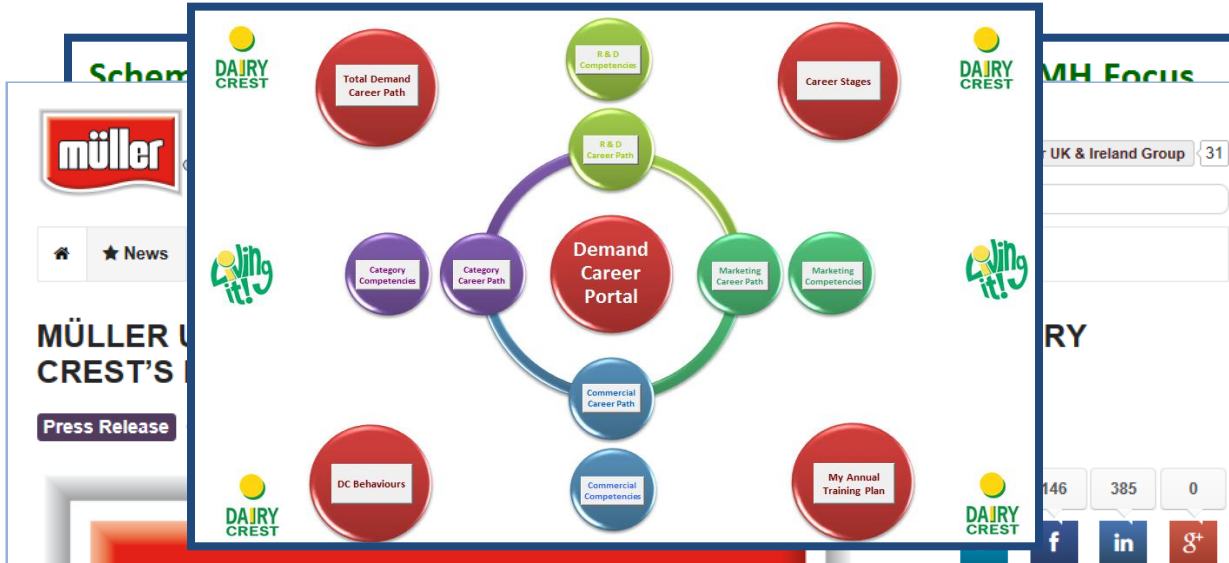 Schem
MH Focus
müller
UK & Ireland Group
31
News
MÜLLER U
RY
CREST'S
Press Release
146
385
0
f
in
g+
DAIRY
CREST
Total Demand
Career Path
R & D
Competencies
Career Stages
DAIRY
CREST
R & D
Career Path
Living
it!
Category
Competencies
Category
Career Path
Demand
Career
Portal
Marketing
Career Path
Marketing
Competencies
Living
it!
Commercial
Career Path
DC Behaviours
Commercial
Competencies
My Annual
Training Plan
DAIRY
CREST
DAIRY
CREST